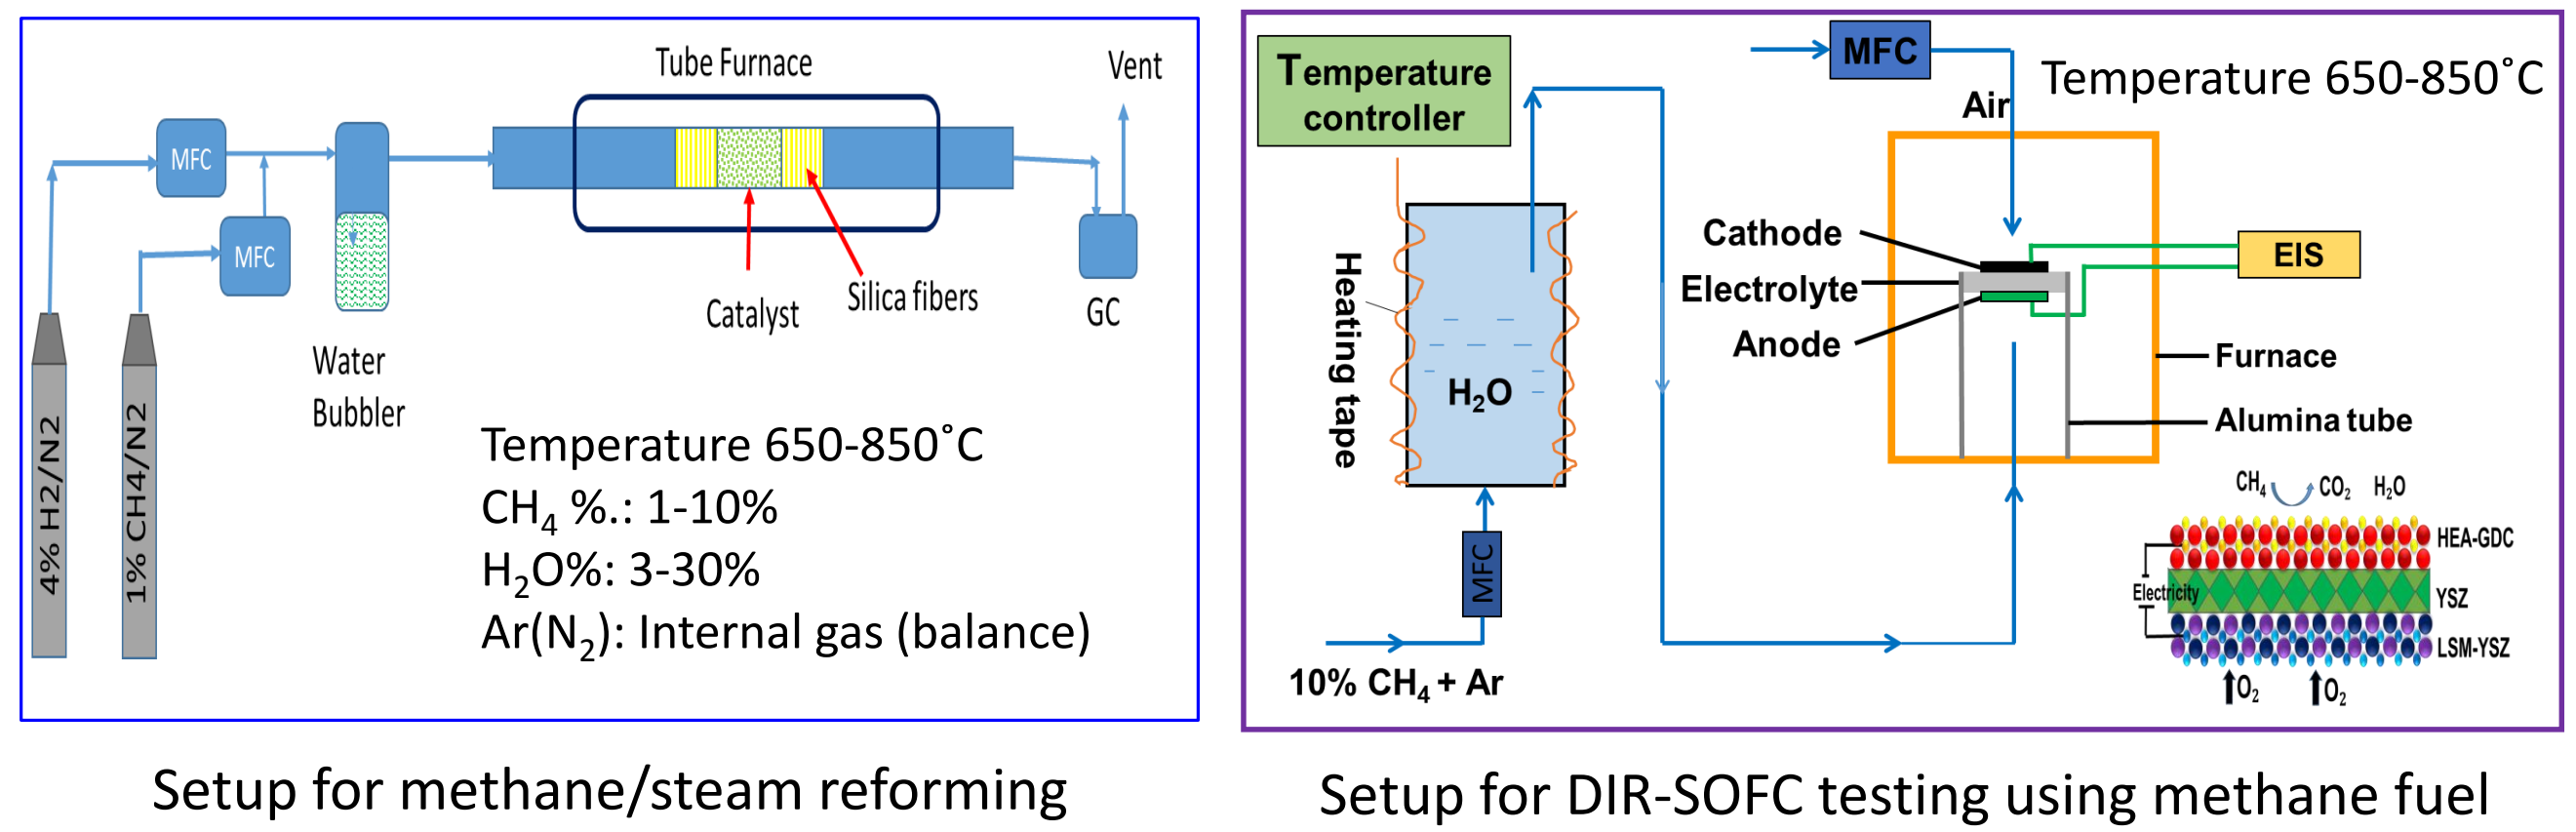 Tube Furnace
Vent
MFC
MFC
Catalyst
Silica fibers
GC
Water
Bubbler
4% H2/N2
1% CH4/N2
Temperature 650-850˚C
CH₄ %.: 1-10%
H₂O%: 3-30%
Ar(N₂): Internal gas (balance)
Setup for methane/steam reforming
Temperature
controller
MFC
Temperature 650-850˚C
Air
Cathode
Electrolyte
Anode
EIS
Heating tape
H₂O
Furnace
Alumina tube
MFC
10% CH₄ + Ar
CH₄ CO₂ H₂O
HEA-GDC
Electricity
YSZ
LSM-YSZ
O₂ O₂
Setup for DIR-SOFC testing using methane fuel